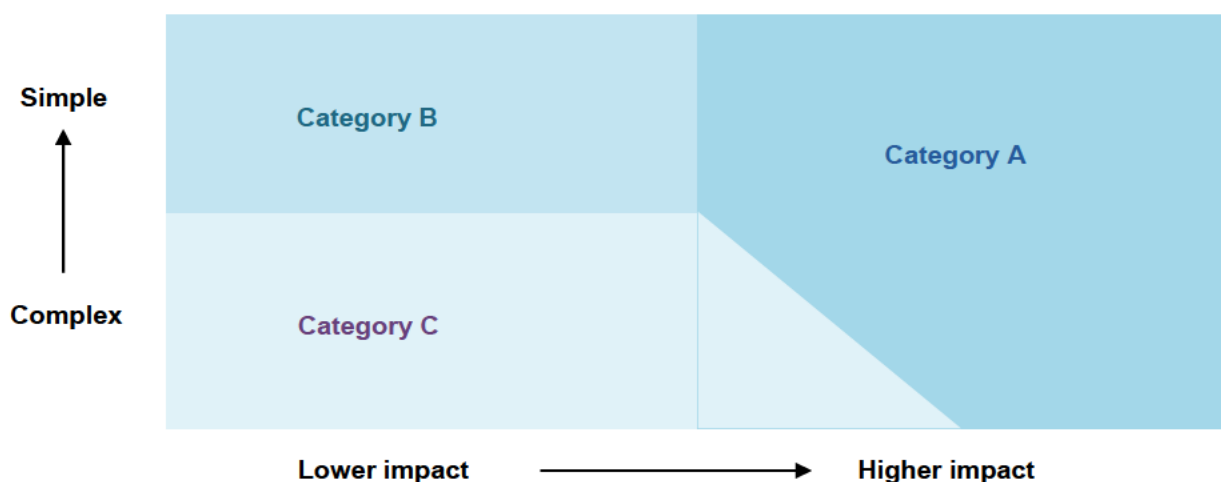 Simple
Category B
Category A
Complex
Category C
Lower impact
Higher impact